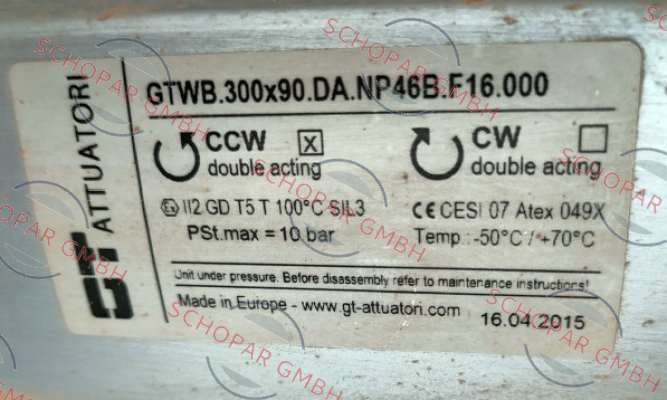 GT ATTUATORI
GTWB.300x90.DA.NP46B.F16.000
CCW X
double acting
CW
double acting
Ex II2 GD T5 T 100°C SIL3
CE CESI 07 Atex 049X
PSt.max = 10 bar
Temp.: -50°C / +70°C
Unit under pressure. Before disassembly refer to maintenance instructions!
Made in Europe - www.gt-attuatori.com
16.04.2015
SCHOPAR GMBH